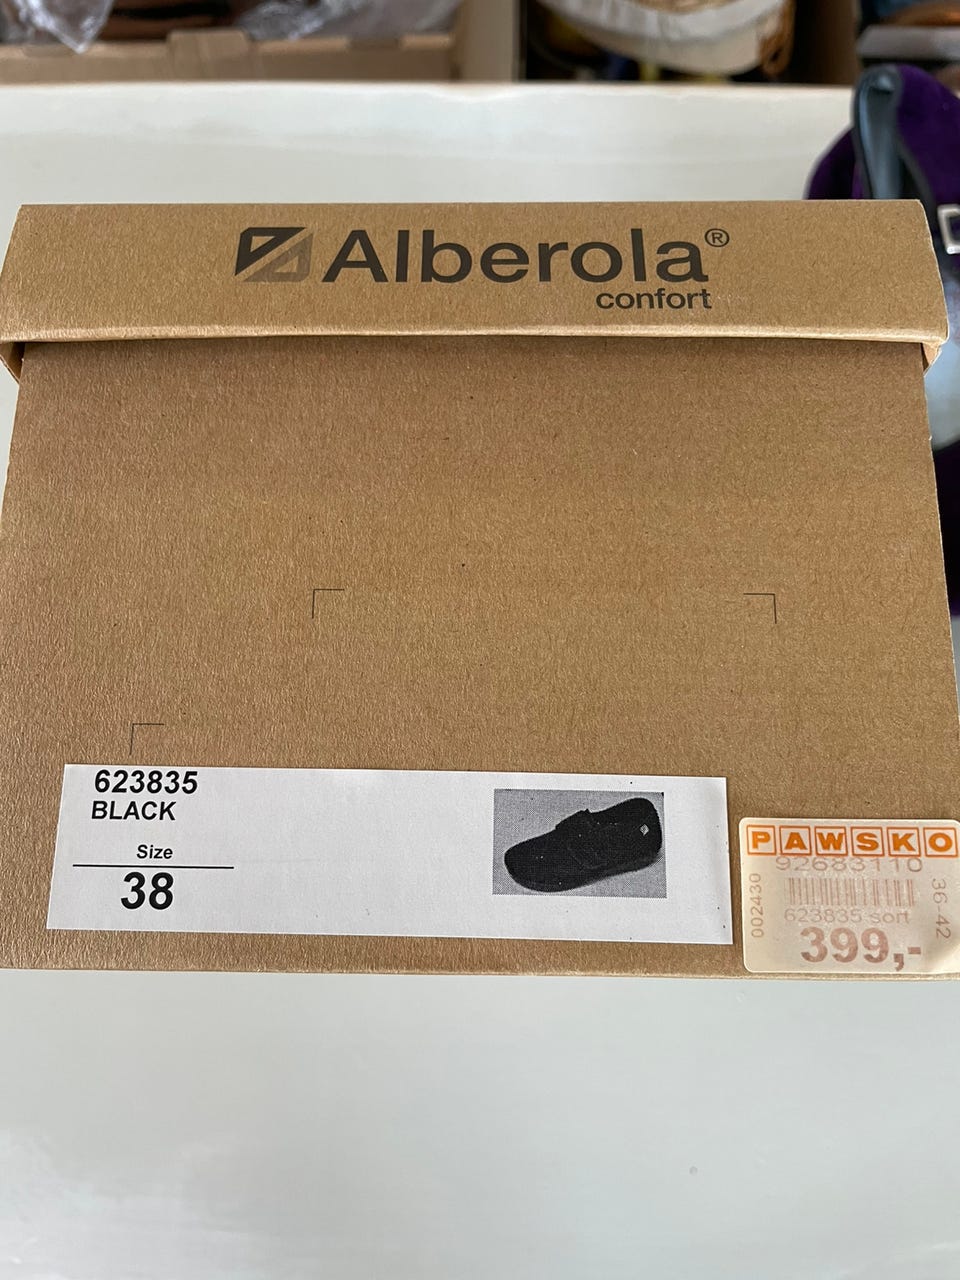 Alberola®
confort
623835
BLACK
Size
38
PAWSKO
92683110
002430
36-42
623835 sort
399,-